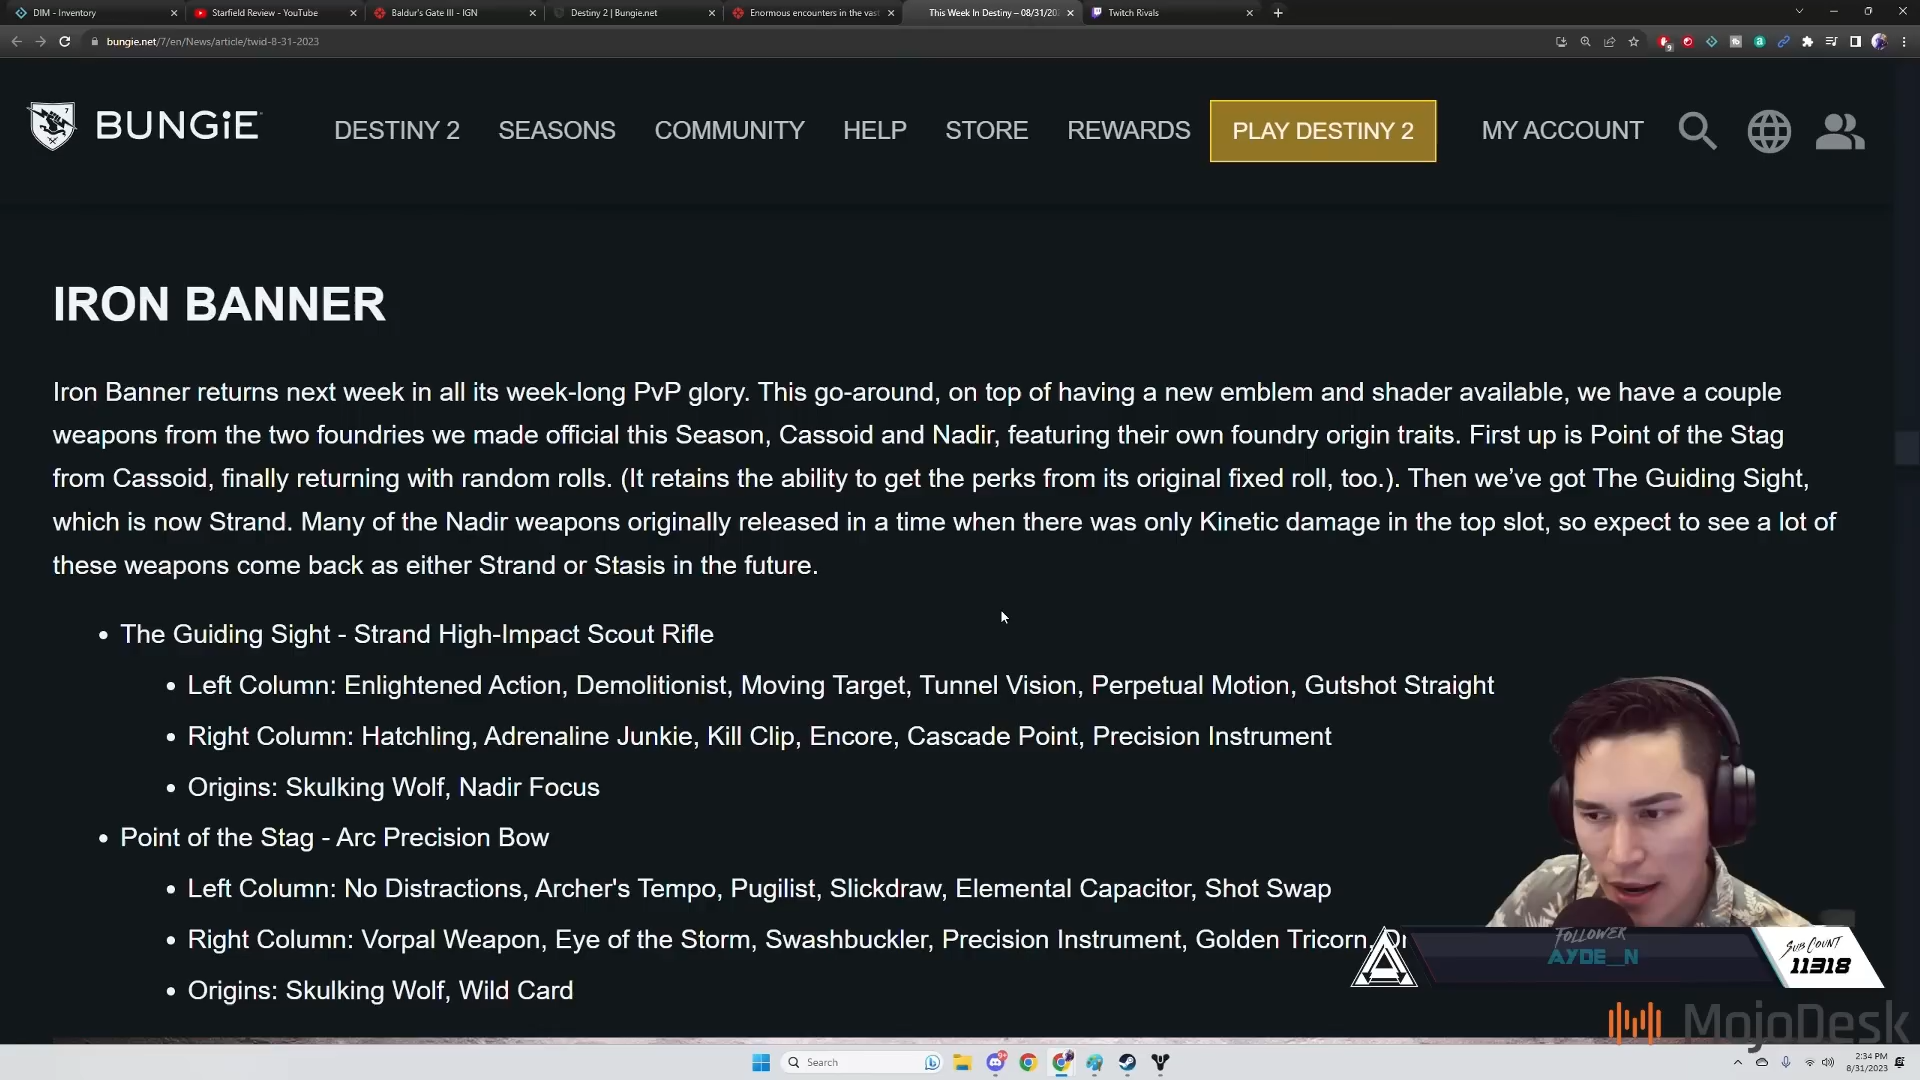 DIM - Inventory
Starfield Review - YouTube
Baldur's Gate III - IGN
Destiny 2 | Bungie.net
Enormous encounters in the vast
This Week In Destiny – 08/31/202
Twitch Rivals
bungie.net/7/en/News/article/twid-8-31-2023
BUNGiE
DESTINY 2
SEASONS
COMMUNITY
HELP
STORE
REWARDS
PLAY DESTINY 2
MY ACCOUNT
IRON BANNER
Iron Banner returns next week in all its week-long PvP glory. This go-around, on top of having a new emblem and shader available, we have a couple
weapons from the two foundries we made official this Season, Cassoid and Nadir, featuring their own foundry origin traits. First up is Point of the Stag
from Cassoid, finally returning with random rolls. (It retains the ability to get the perks from its original fixed roll, too.). Then we’ve got The Guiding Sight,
which is now Strand. Many of the Nadir weapons originally released in a time when there was only Kinetic damage in the top slot, so expect to see a lot of
these weapons come back as either Strand or Stasis in the future.
• The Guiding Sight - Strand High-Impact Scout Rifle
• Left Column: Enlightened Action, Demolitionist, Moving Target, Tunnel Vision, Perpetual Motion, Gutshot Straight
• Right Column: Hatchling, Adrenaline Junkie, Kill Clip, Encore, Cascade Point, Precision Instrument
• Origins: Skulking Wolf, Nadir Focus
• Point of the Stag - Arc Precision Bow
• Left Column: No Distractions, Archer's Tempo, Pugilist, Slickdraw, Elemental Capacitor, Shot Swap
• Right Column: Vorpal Weapon, Eye of the Storm, Swashbuckler, Precision Instrument, Golden Tricorn,
• Origins: Skulking Wolf, Wild Card
FOLLOWER
AYDE__N
SUB COUNT
11318
MojoDesk
Search
2:34 PM
8/31/2023